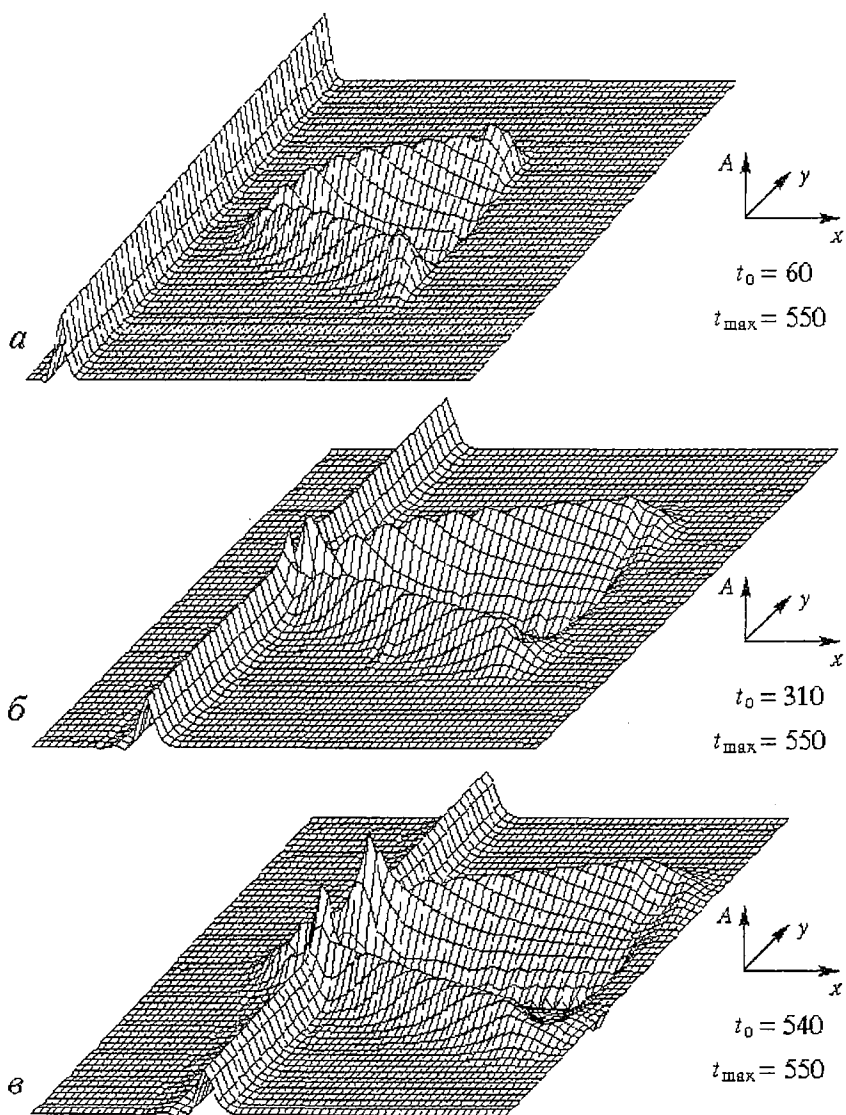 A
y
x
t₀ = 60
t_max = 550
а
A
y
x
t₀ = 310
t_max = 550
б
A
y
x
t₀ = 540
t_max = 550
в